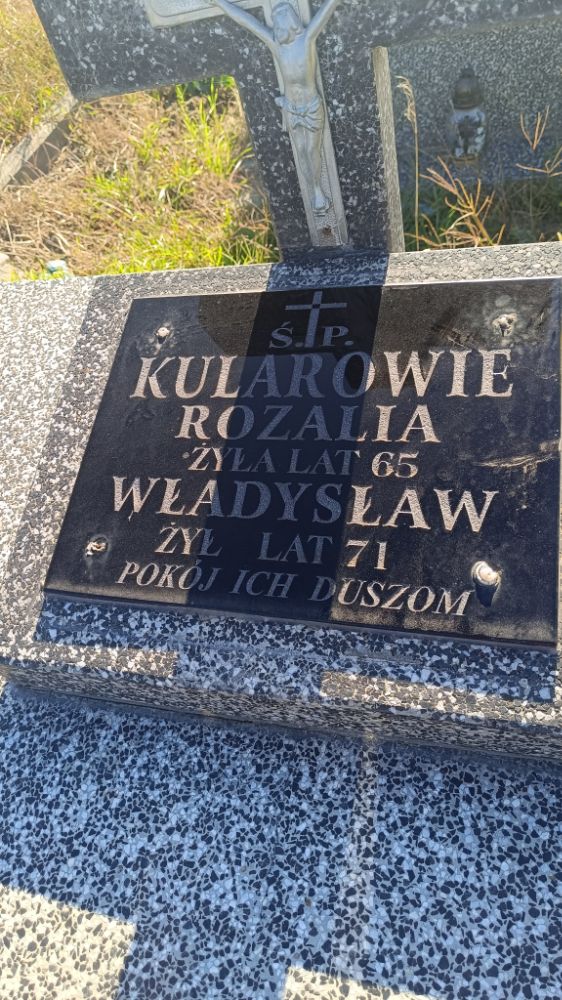 Ś. P.
KULAROWIE
ROZALIA
ŻYŁA LAT 65
WŁADYSŁAW
ŻYŁ LAT 71
POKÓJ ICH DUSZOM